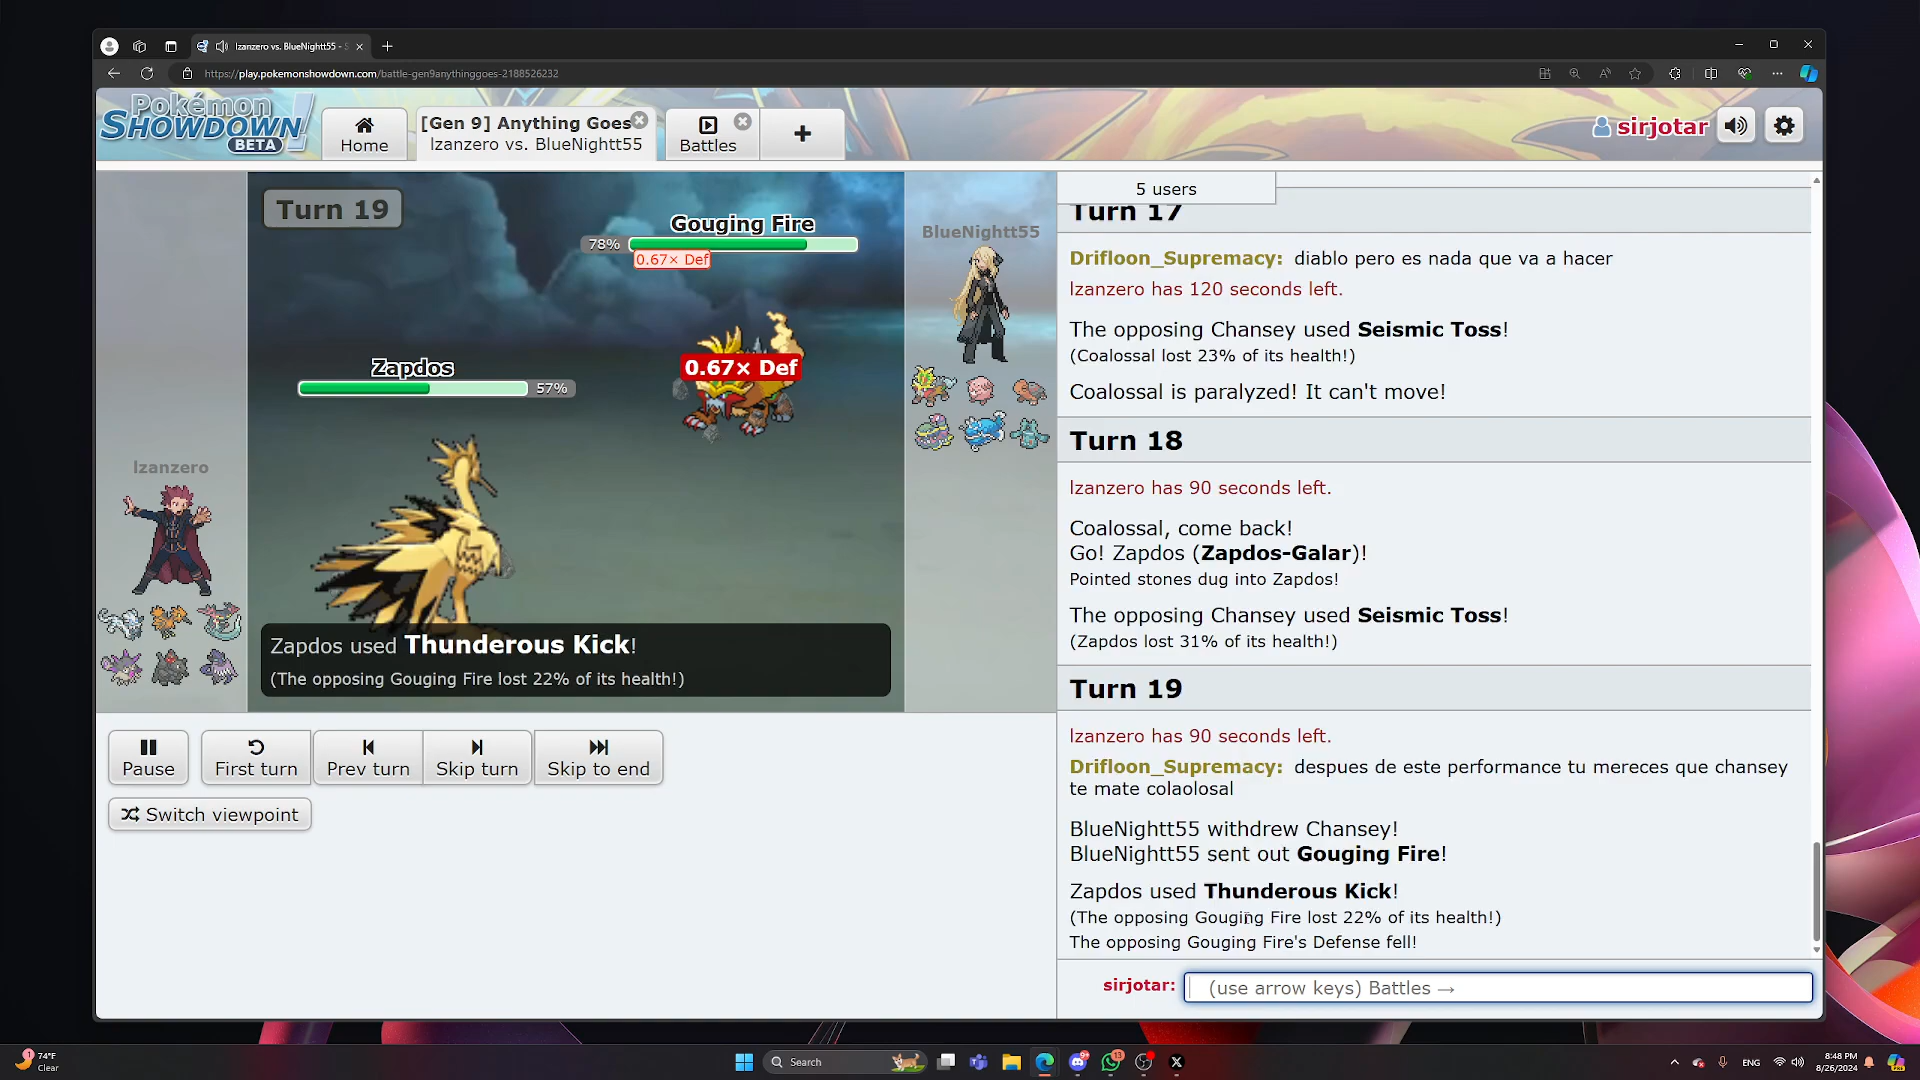 Izanzero vs. BlueNightt55 - S
https://play.pokemonshowdown.com/battle-gen9anythinggoes-2188526232
Pokémon
SHOWDOWN!
BETA
Home
[Gen 9] Anything Goes
Izanzero vs. BlueNightt55
Battles
sirjotar
Turn 19
Gouging Fire
78%
0.67× Def
0.67× Def
Zapdos
57%
Izanzero
BlueNightt55
Zapdos used Thunderous Kick!
(The opposing Gouging Fire lost 22% of its health!)
Pause
First turn
Prev turn
Skip turn
Skip to end
Switch viewpoint
5 users
Turn 17
Drifloon_Supremacy: diablo pero es nada que va a hacer
Izanzero has 120 seconds left.
The opposing Chansey used Seismic Toss!
(Coalossal lost 23% of its health!)
Coalossal is paralyzed! It can't move!
Turn 18
Izanzero has 90 seconds left.
Coalossal, come back!
Go! Zapdos (Zapdos-Galar)!
Pointed stones dug into Zapdos!
The opposing Chansey used Seismic Toss!
(Zapdos lost 31% of its health!)
Turn 19
Izanzero has 90 seconds left.
Drifloon_Supremacy: despues de este performance tu mereces que chansey
te mate colaolosal
BlueNightt55 withdrew Chansey!
BlueNightt55 sent out Gouging Fire!
Zapdos used Thunderous Kick!
(The opposing Gouging Fire lost 22% of its health!)
The opposing Gouging Fire's Defense fell!
sirjotar:
(use arrow keys) Battles →
1
74°F
Clear
Search
9+
13
ENG
8:48 PM
8/26/2024